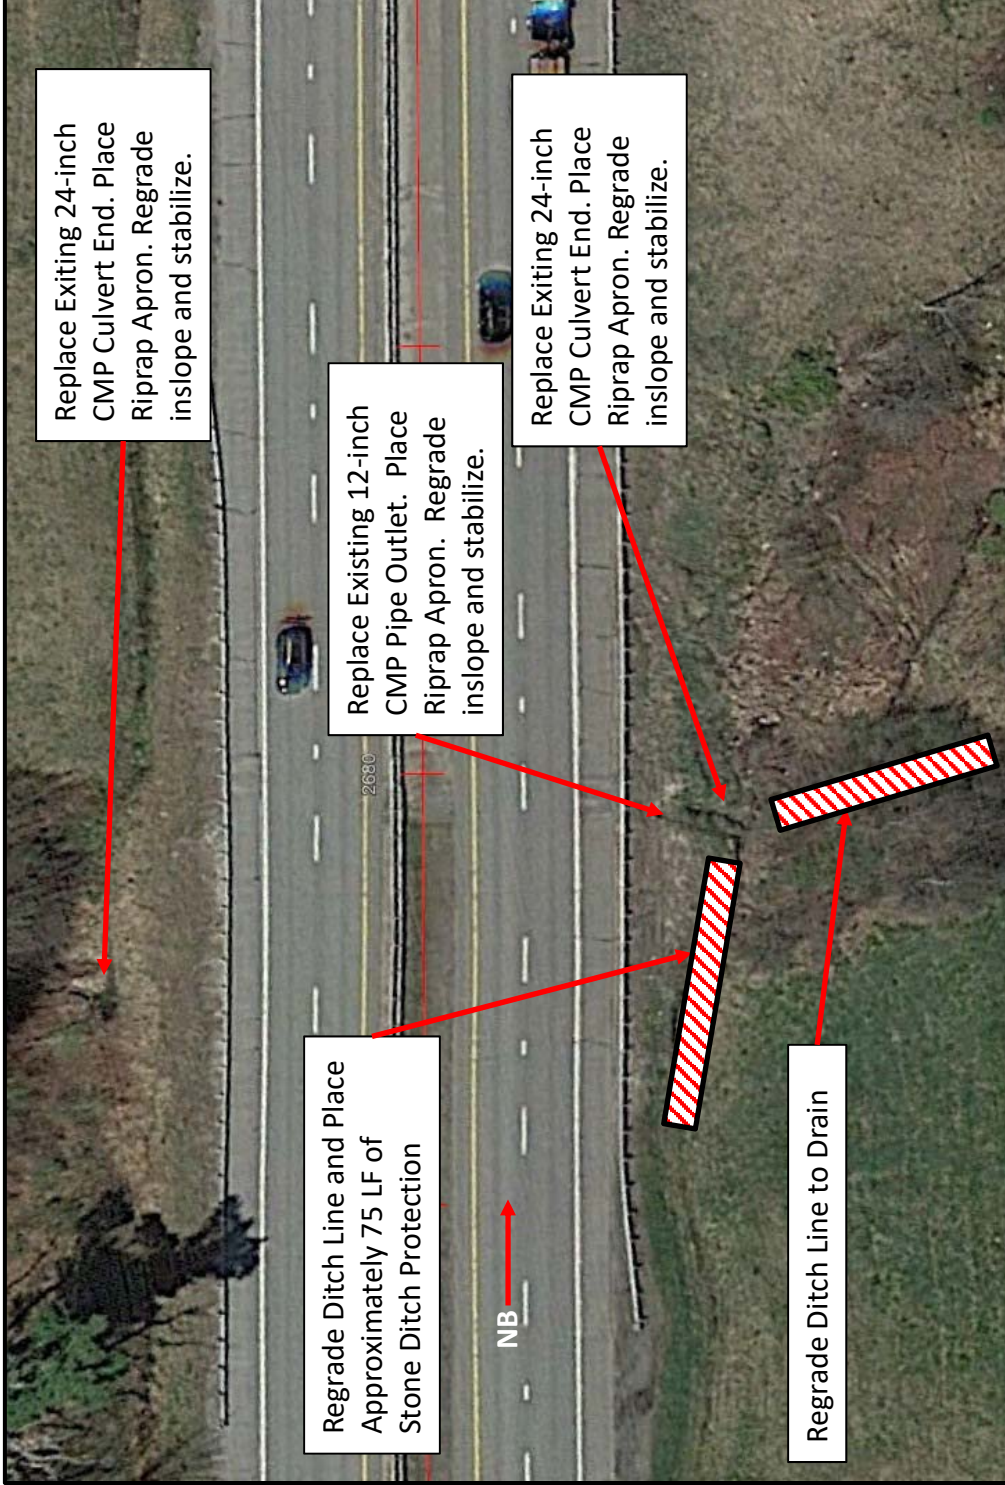 Replace Exiting 24-inch
CMP Culvert End. Place
Riprap Apron. Regrade
inslope and stabilize.
Replace Existing 12-inch
CMP Pipe Outlet.  Place
Riprap Apron.  Regrade
inslope and stabilize.
Replace Exiting 24-inch
CMP Culvert End. Place
Riprap Apron. Regrade
inslope and stabilize.
2680
Regrade Ditch Line and Place
Approximately 75 LF of
Stone Ditch Protection
NB
Regrade Ditch Line to Drain